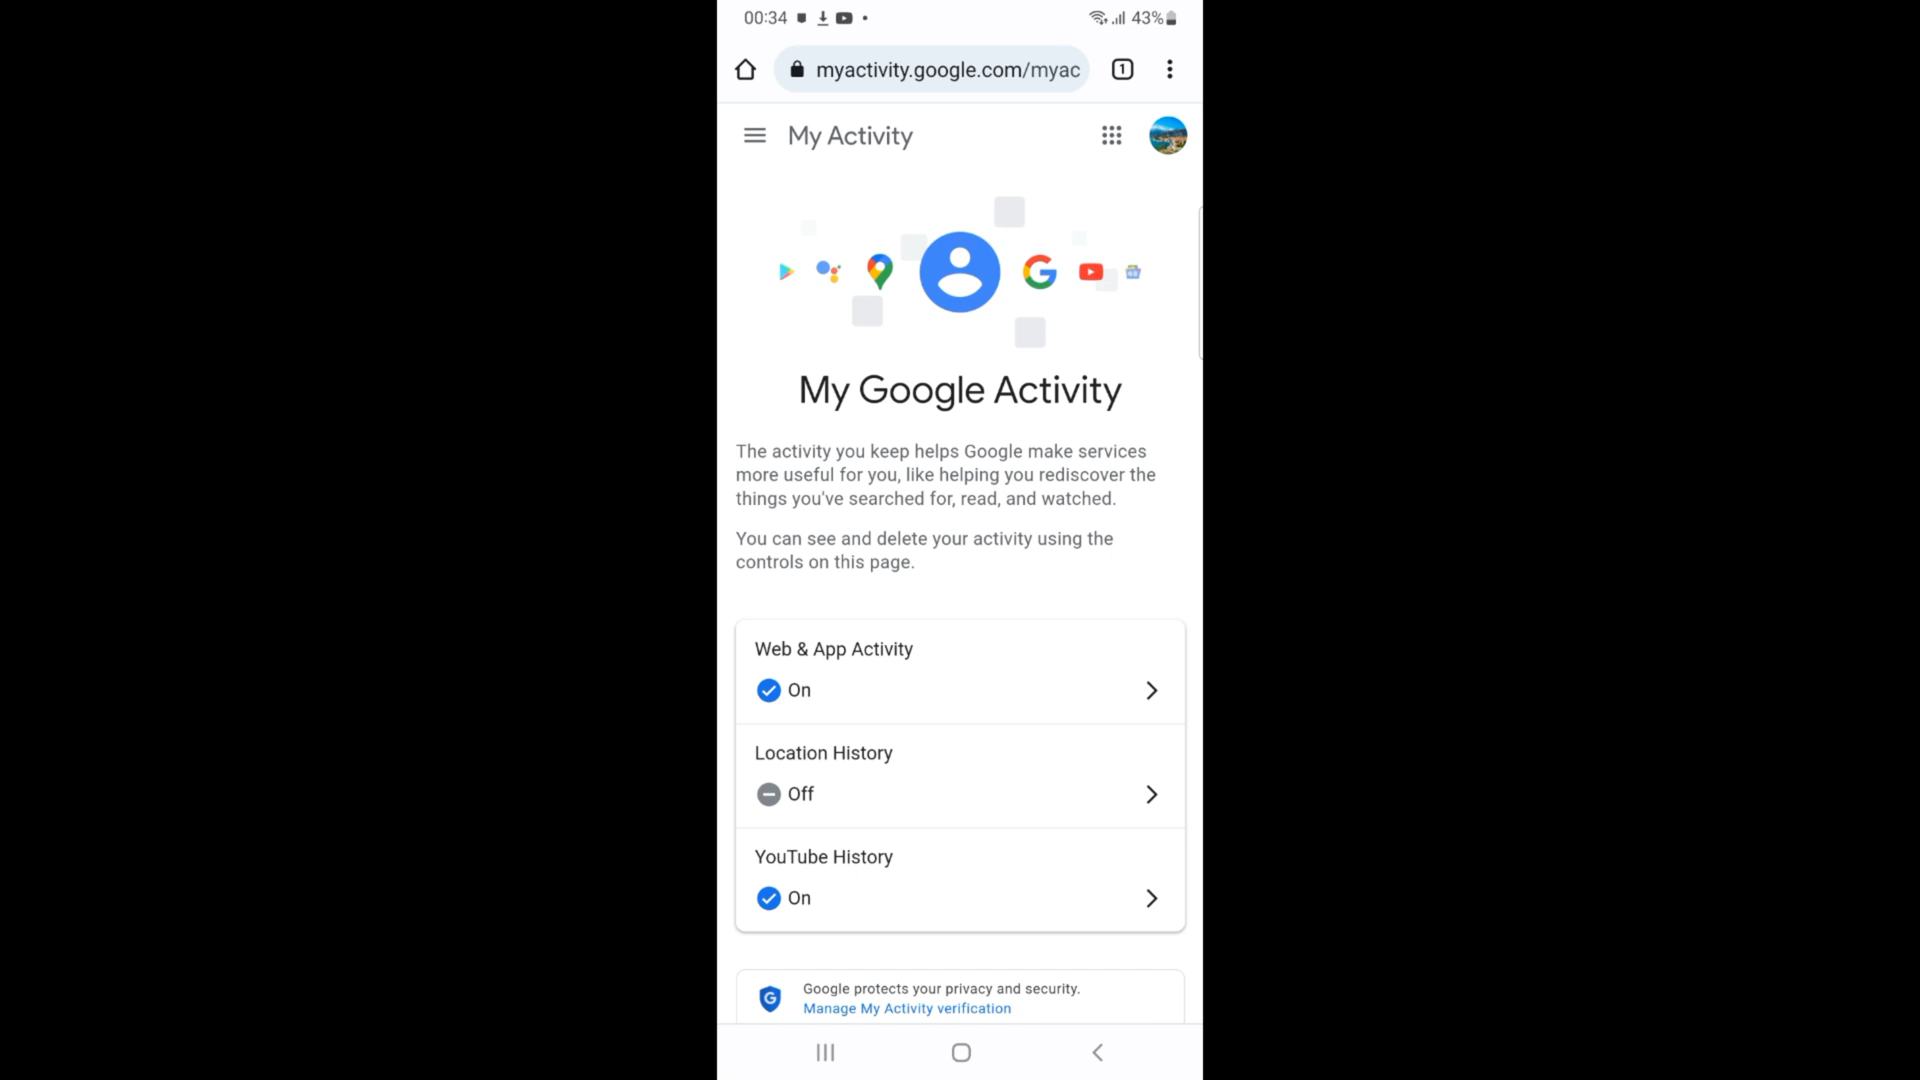 00:34
43%
myactivity.google.com/myac
1
My Activity
My Google Activity
The activity you keep helps Google make services
more useful for you, like helping you rediscover the
things you've searched for, read, and watched.
You can see and delete your activity using the
controls on this page.
Web & App Activity
On
Location History
Off
YouTube History
On
Google protects your privacy and security.
Manage My Activity verification